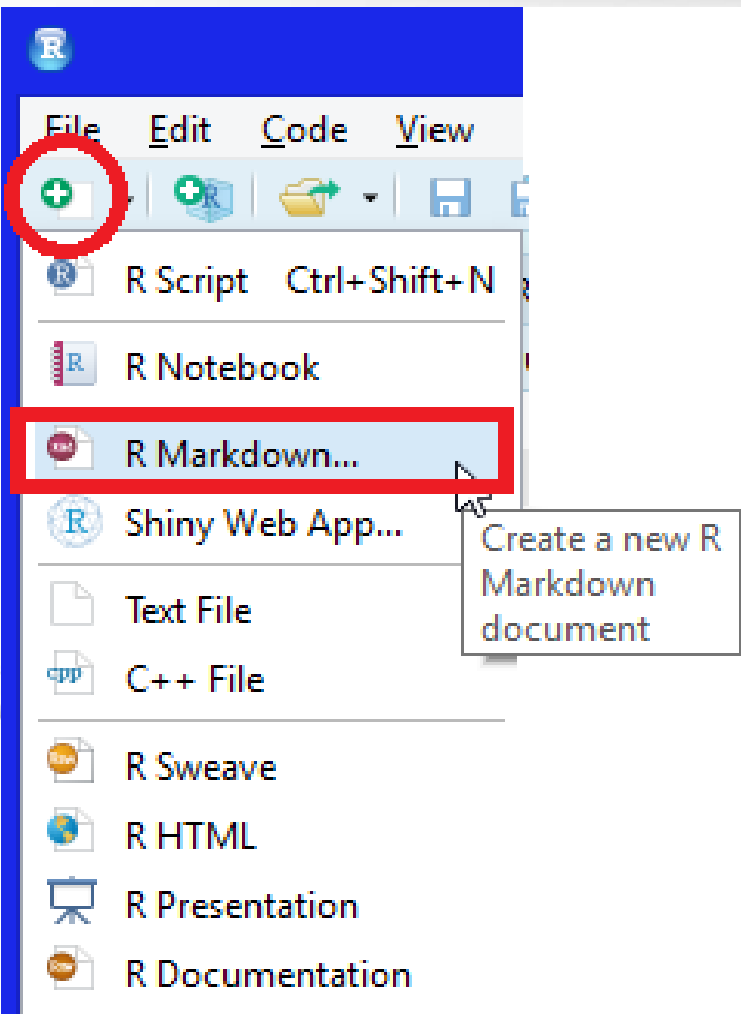 R
File Edit Code View
R
R R Script Ctrl+Shift+N
R R Notebook
R Markdown...
R Shiny Web App...
Create a new R
Markdown
document
Text File
cpp C++ File
R Sweave
R HTML
R Presentation
R Documentation